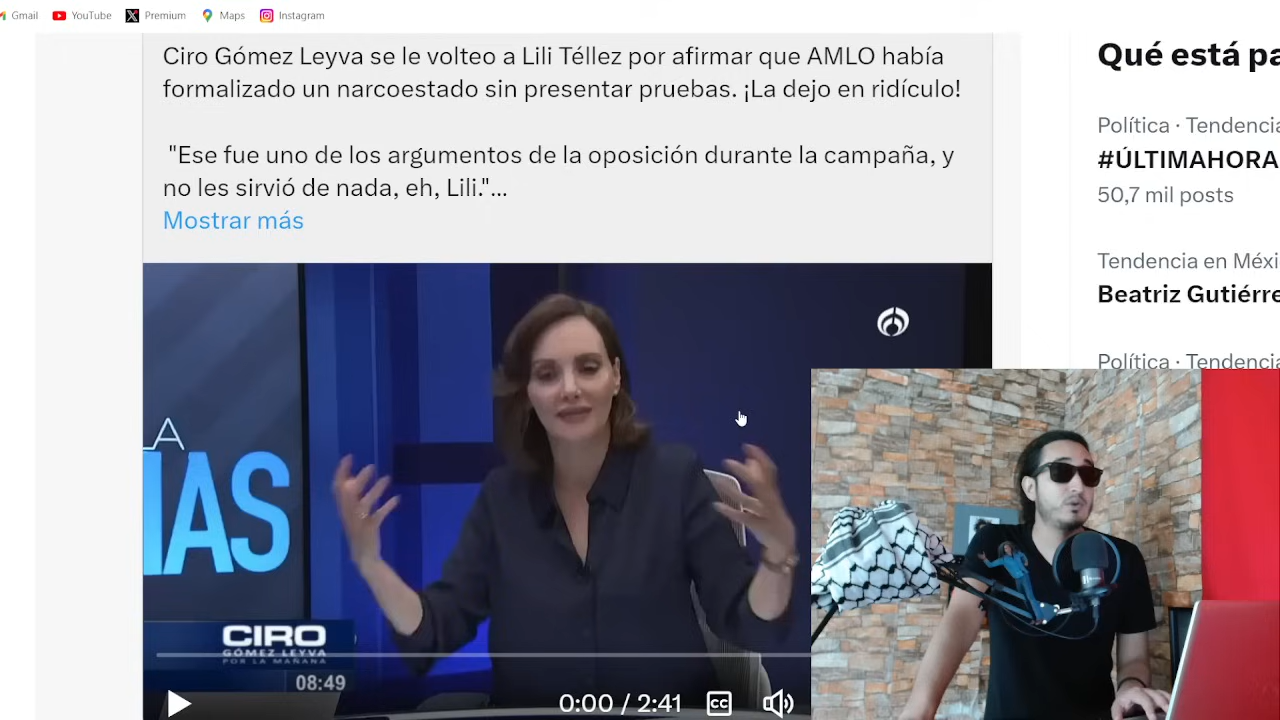 Gmail
YouTube
Premium
Maps
Instagram
Ciro Gómez Leyva se le volteo a Lili Téllez por afirmar que AMLO había
formalizado un narcoestado sin presentar pruebas. ¡La dejo en ridículo!
"Ese fue uno de los argumentos de la oposición durante la campaña, y
no les sirvió de nada, eh, Lili."...
Mostrar más
LA
IAS
CIRO
GÓMEZ LEYVA
POR LA MAÑANA
08:49
0:00 / 2:41
CC
Qué está pa
Política · Tendencia
#ÚLTIMAHORA
50,7 mil posts
Tendencia en Méxi
Beatriz Gutiérre
Política · Tendencia